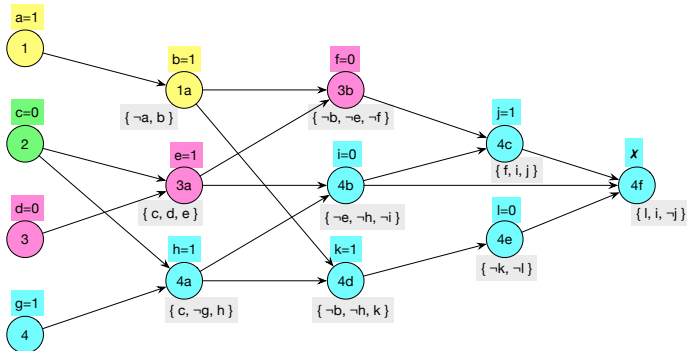 a=1
1
b=1
1a
{ ¬a, b }
f=0
3b
{ ¬b, ¬e, ¬f }
c=0
2
j=1
4c
{ f, i, j }
e=1
3a
{ c, d, e }
i=0
4b
{ ¬e, ¬h, ¬i }
✗
4f
{ l, i, ¬j }
d=0
3
l=0
4e
{ ¬k, ¬l }
h=1
4a
{ c, ¬g, h }
k=1
4d
{ ¬b, ¬h, k }
g=1
4